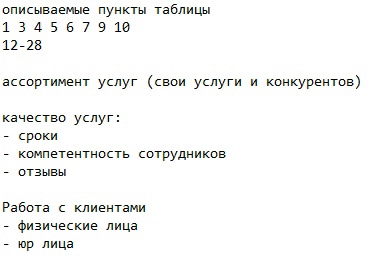 описываемые пункты таблицы
1 3 4 5 6 7 9 10
12-28
ассортимент услуг (свои услуги и конкурентов)
качество услуг:
- сроки
- компетентность сотрудников
- отзывы
Работа с клиентами
- физические лица
- юр лица